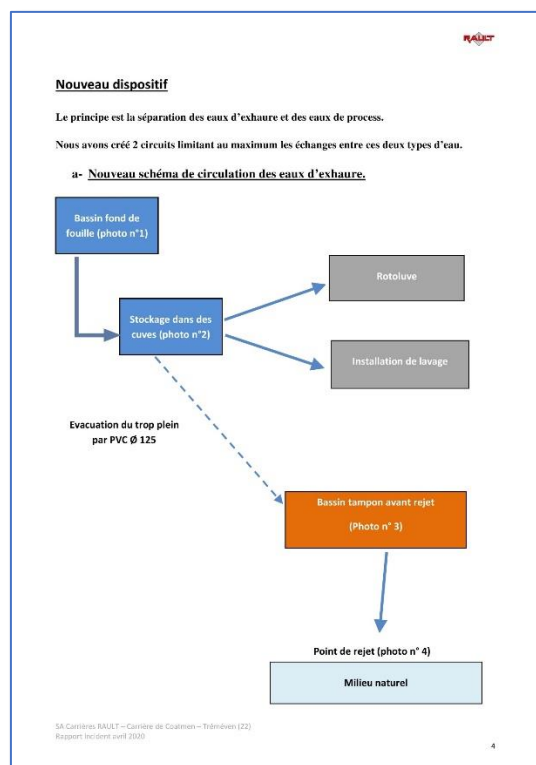 RAULT
Nouveau dispositif
Le principe est la séparation des eaux d'exhaure et des eaux de process.
Nous avons créé 2 circuits limitant au maximum les échanges entre ces deux types d'eau.
a- Nouveau schéma de circulation des eaux d'exhaure.
Bassin fond de
fouille (photo n°1)
Rotoluve
Stockage dans des
cuves (photo n°2)
Installation de lavage
Evacuation du trop plein
par PVC Ø 125
Bassin tampon avant rejet
(Photo n° 3)
Point de rejet (photo n° 4)
Milieu naturel
SA Carrières RAULT – Carrière de Coatmen – Tréméven (22)
Rapport incident avril 2020
4